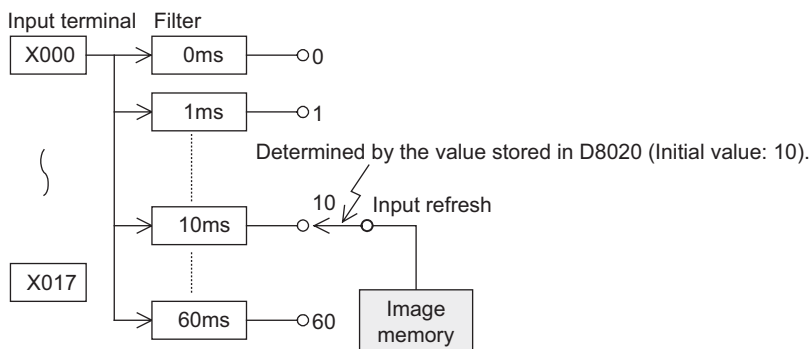 Input terminal Filter
X000 0ms 0
1ms 1
Determined by the value stored in D8020 (Initial value: 10).
10 Input refresh
10ms
X017
60ms 60
Image
memory